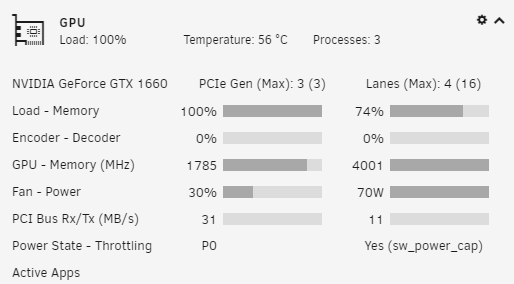 GPU
Load: 100% Temperature: 56 °C Processes: 3
NVIDIA GeForce GTX 1660 PCIe Gen (Max): 3 (3) Lanes (Max): 4 (16)
Load - Memory 100% 74%
Encoder - Decoder 0% 0%
GPU - Memory (MHz) 1785 4001
Fan - Power 30% 70W
PCI Bus Rx/Tx (MB/s) 31 11
Power State - Throttling P0 Yes (sw_power_cap)
Active Apps